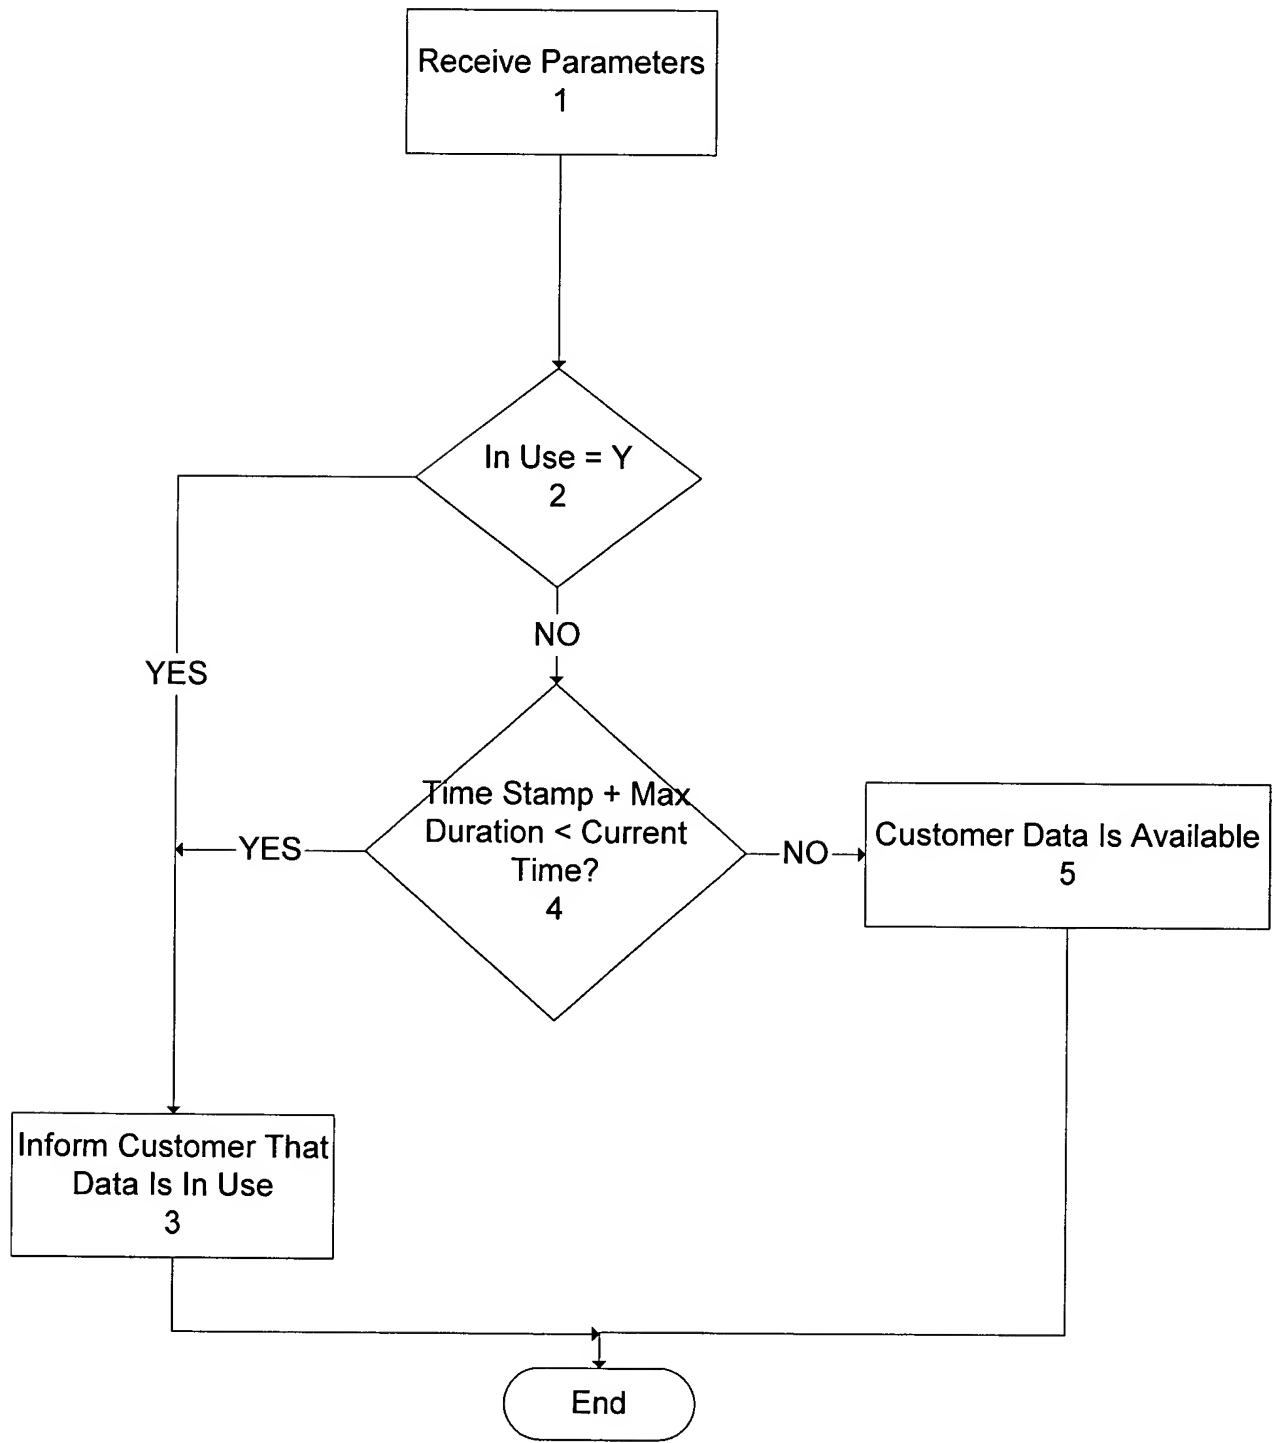 Receive Parameters
1
In Use = Y
2
NO
YES
Time Stamp + Max
Duration < Current
Time?
4
YES
NO
Customer Data Is Available
5
Inform Customer That
Data Is In Use
3
End